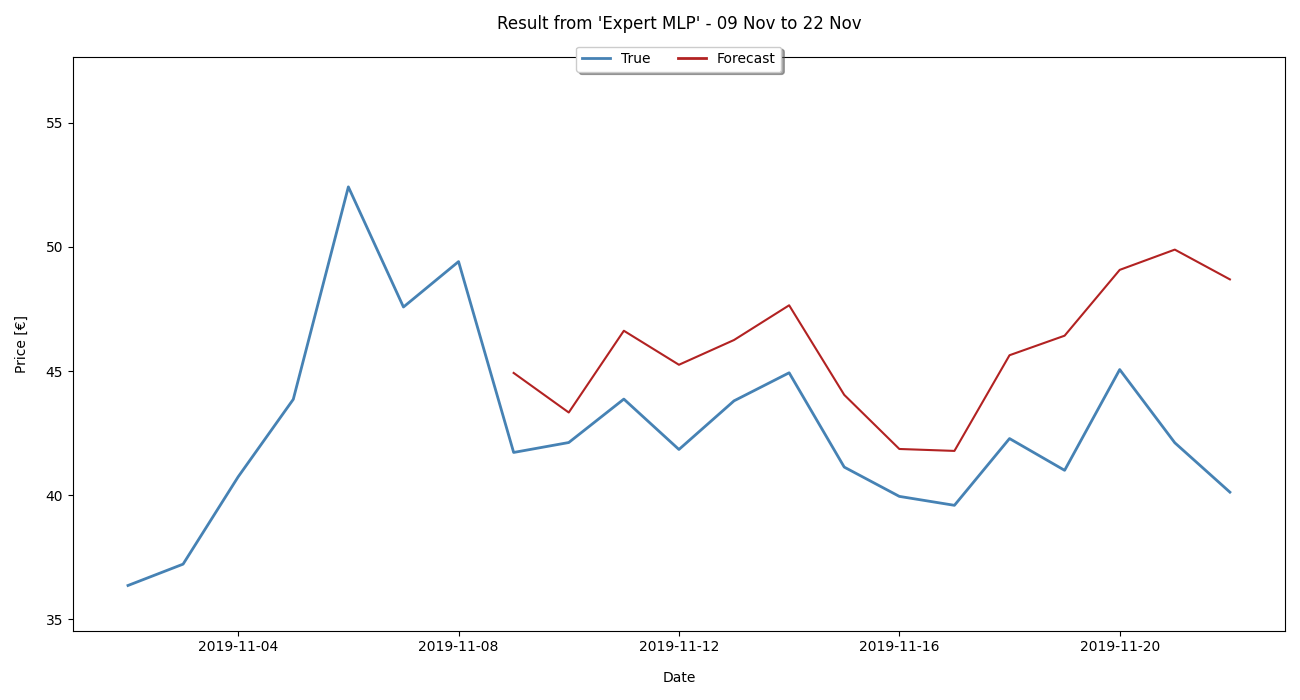 Result from 'Expert MLP' - 09 Nov to 22 Nov
True Forecast
55
50
45
40
35
Price [€]
2019-11-04 2019-11-08 2019-11-12 2019-11-16 2019-11-20
Date